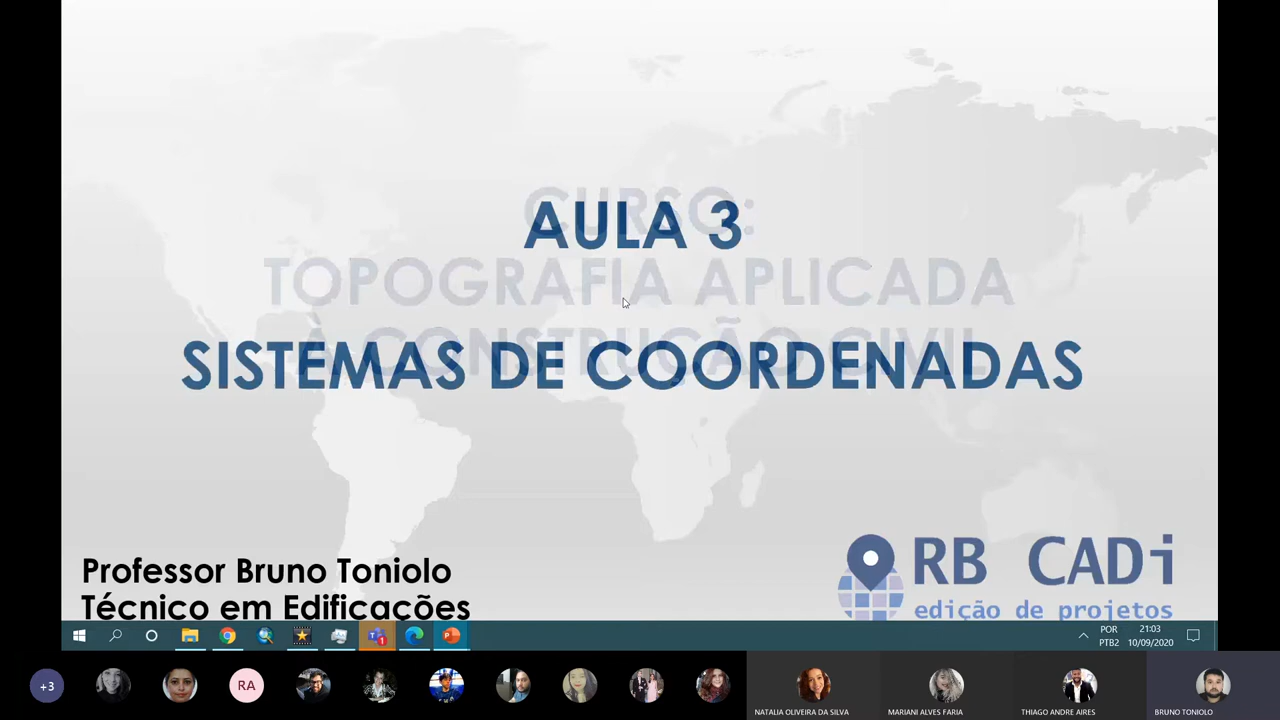 CURSO:
AULA 3
TOPOGRAFIA APLICADA
À CONSTRUÇÃO CIVIL
SISTEMAS DE COORDENADAS
Professor Bruno Toniolo
Técnico em Edificações
RB CADi
edição de projetos
POR
PTB2
21:03
10/09/2020
+3
RA
NATALIA OLIVEIRA DA SILVA
MARIANI ALVES FARIA
THIAGO ANDRE AIRES
BRUNO TONIOLO